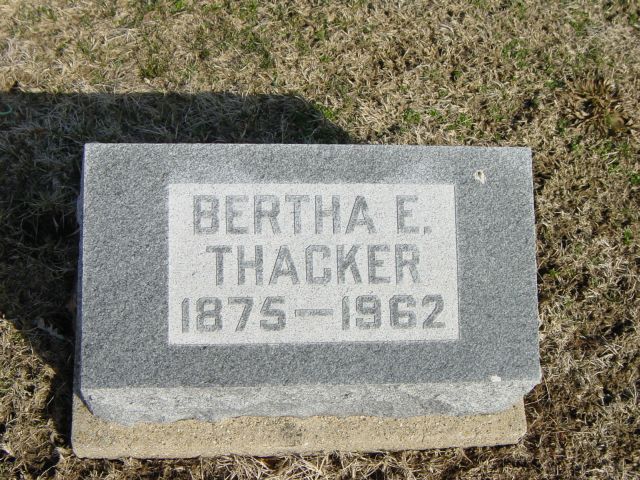 BERTHA E.
THACKER
1875—1962